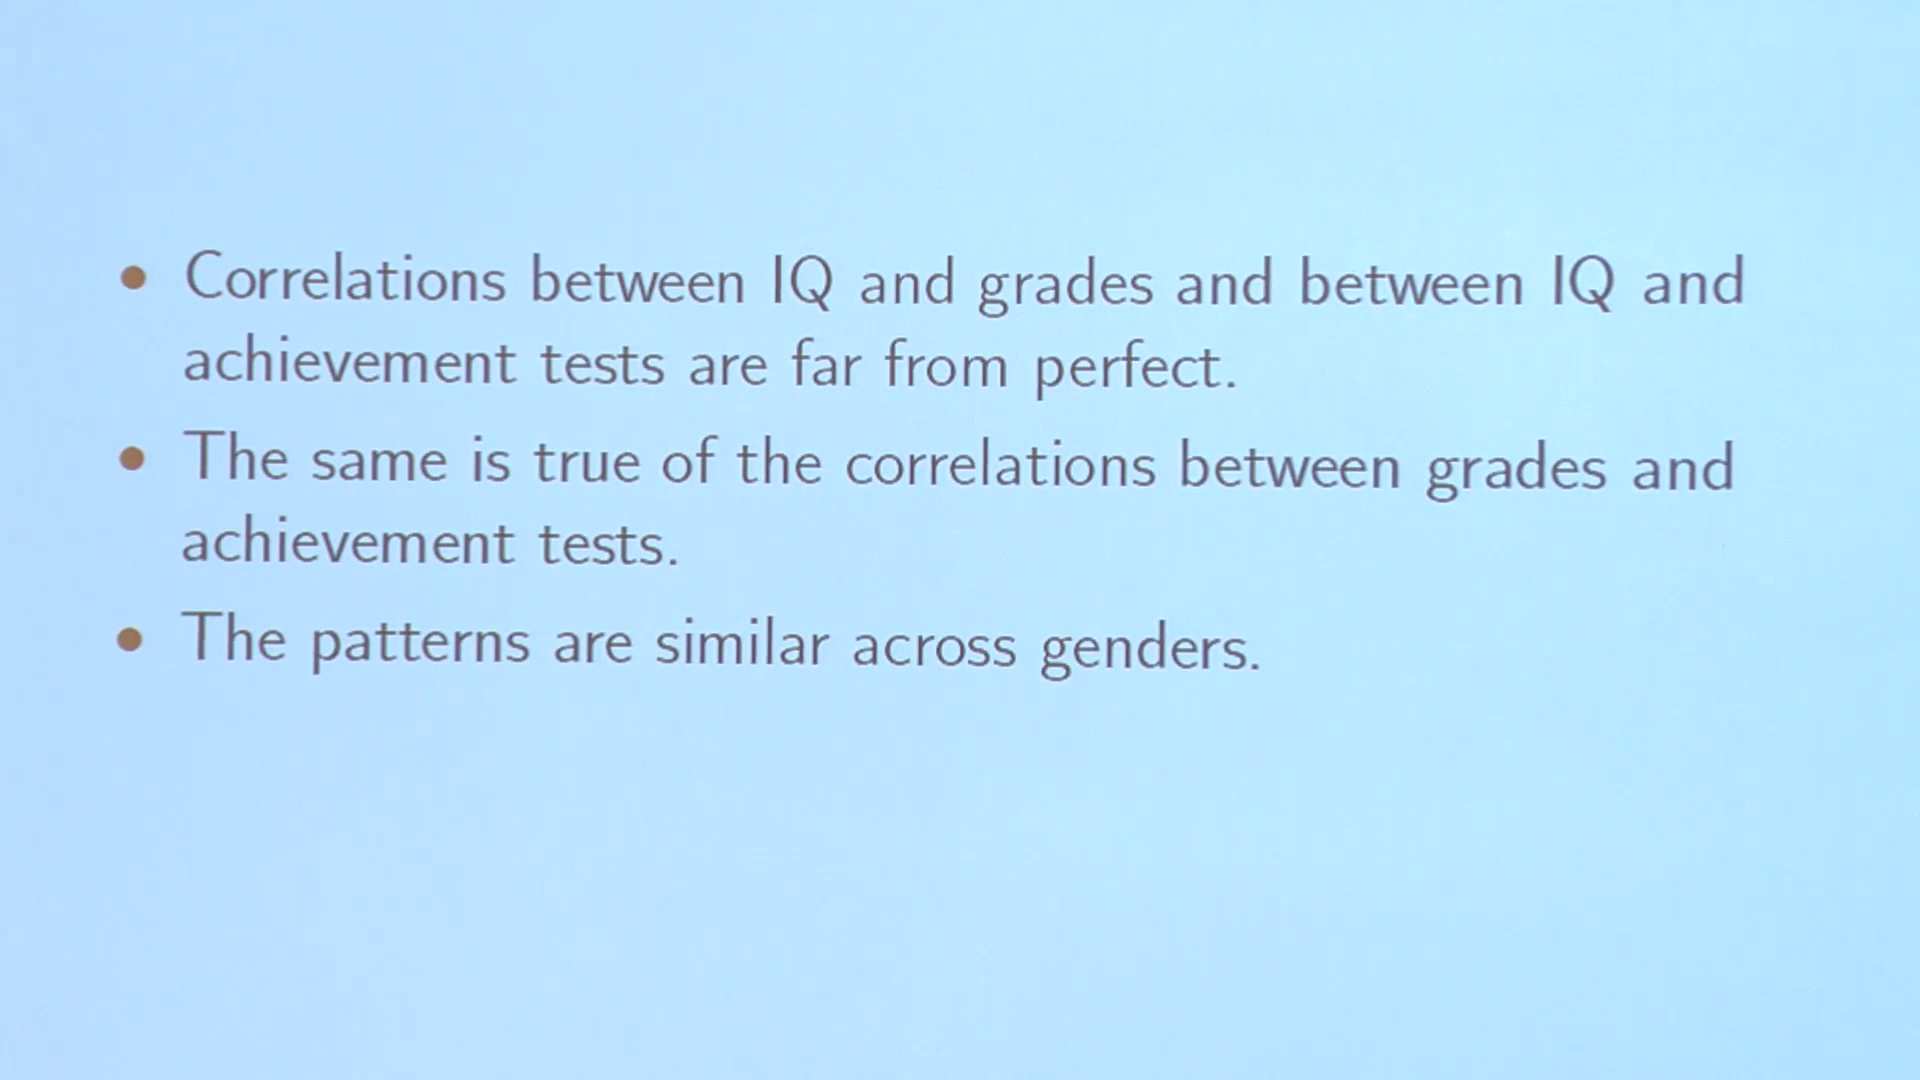 • Correlations between IQ and grades and between IQ and
achievement tests are far from perfect.
• The same is true of the correlations between grades and
achievement tests.
• The patterns are similar across genders.